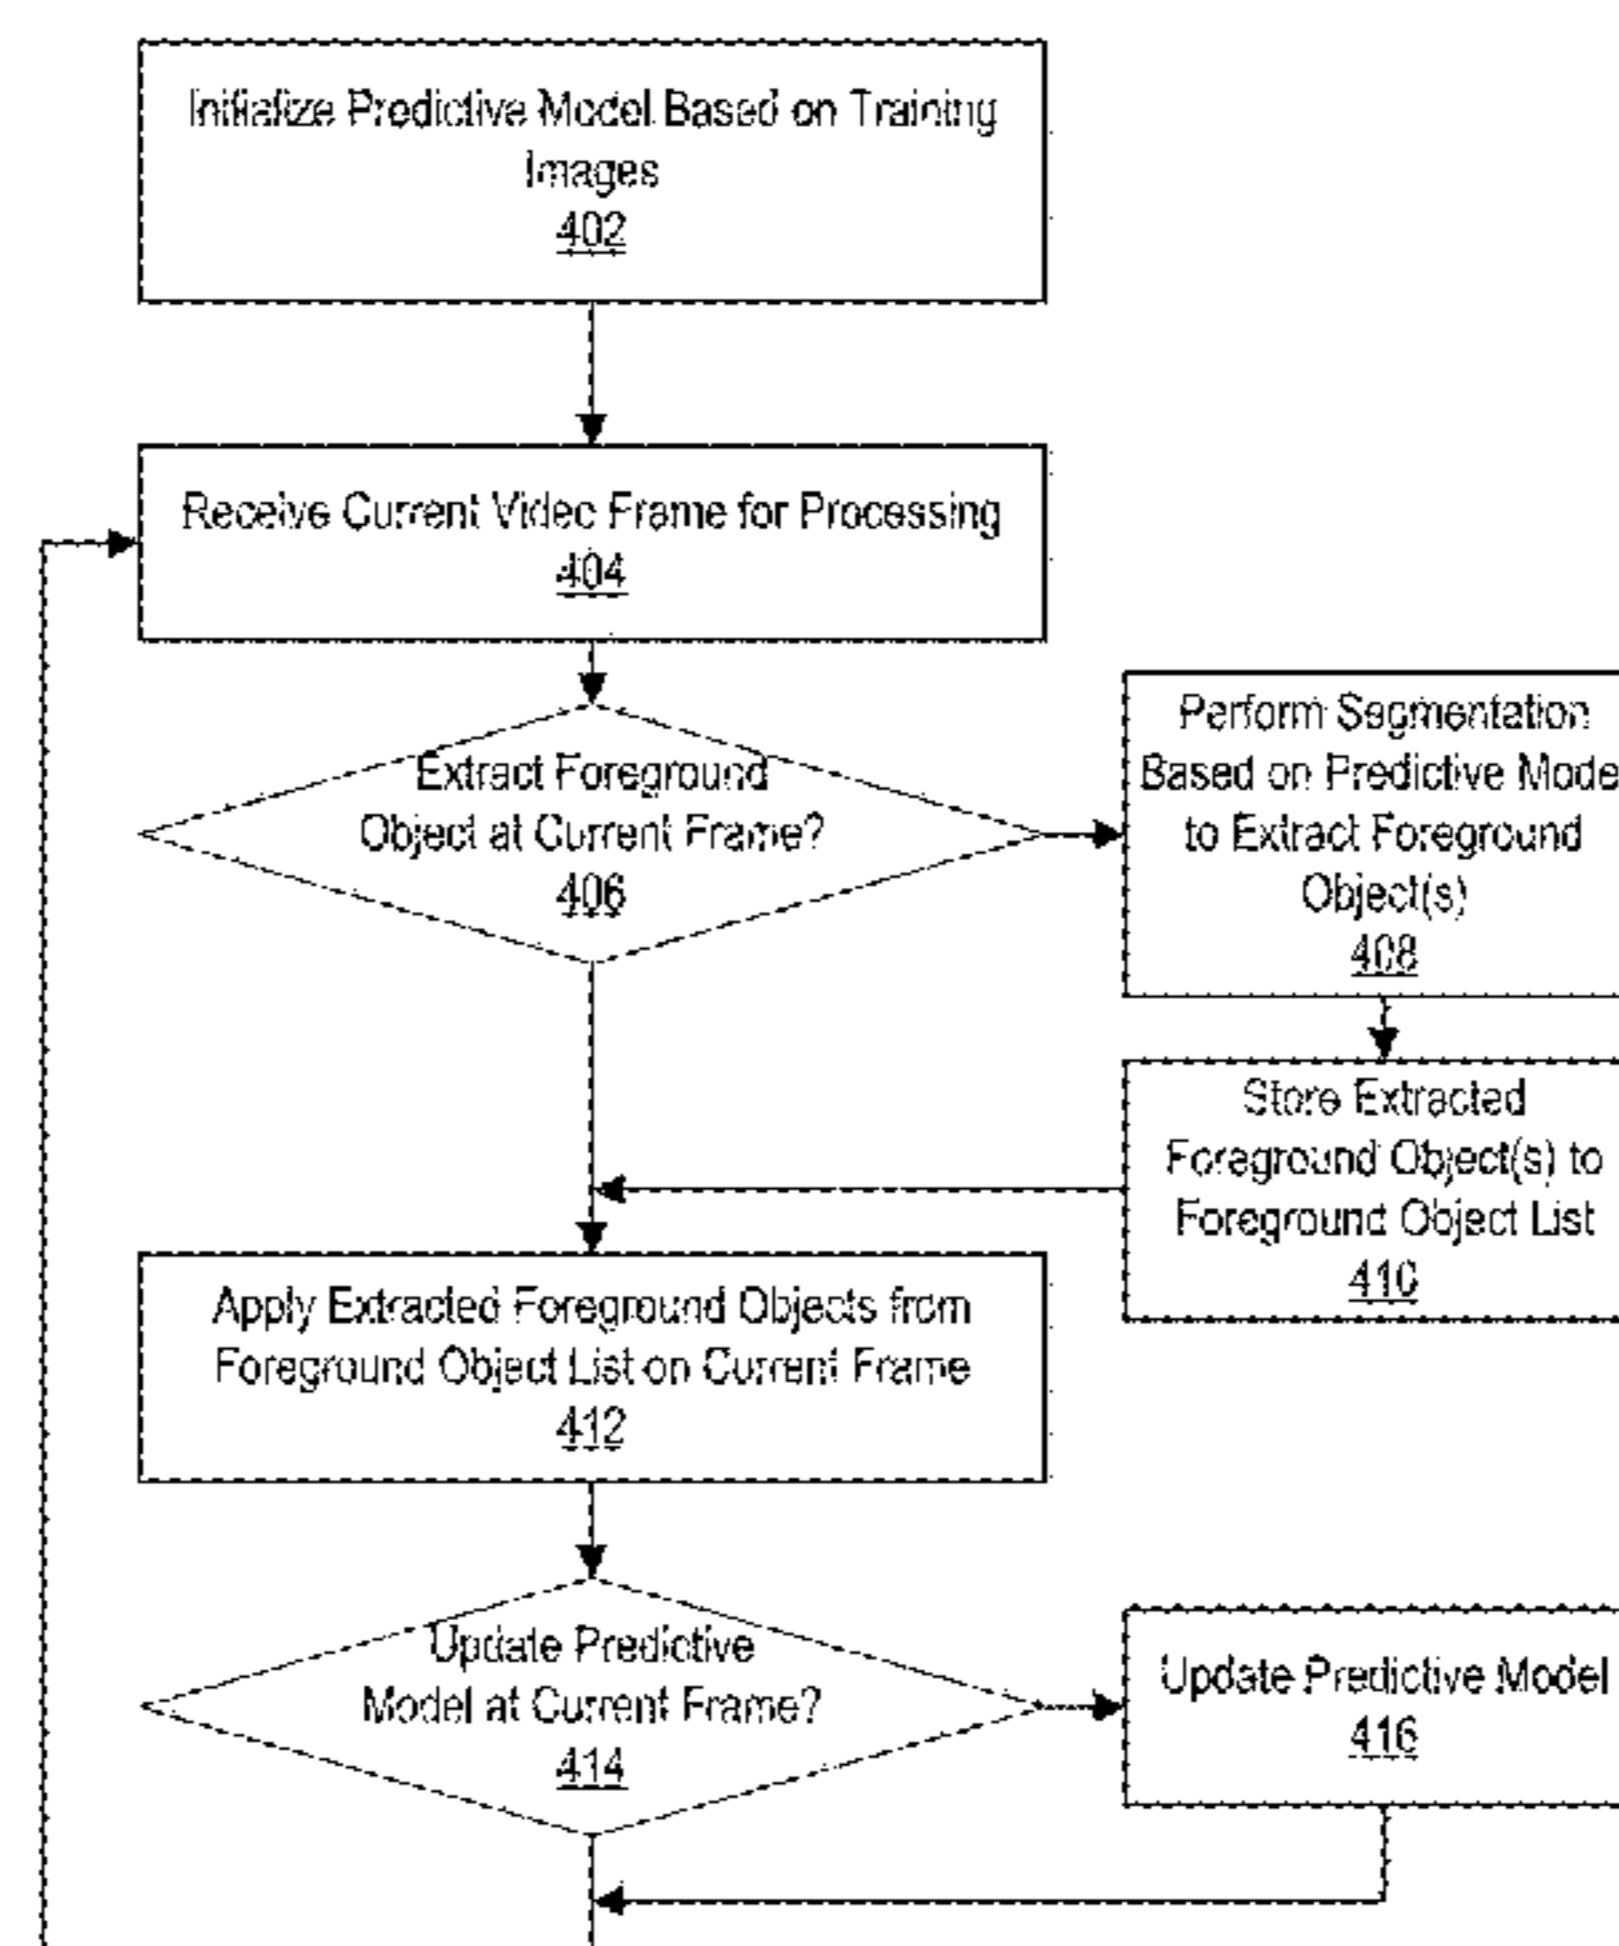 Initialize Predictive Model Based on Training
Images
402
Receive Current Video Frame for Processing
404
Extract Foreground
Object at Current Frame?
406
Perform Segmentation
Based on Predictive Model
to Extract Foreground
Object(s)
408
Store Extracted
Foreground Object(s) to
Foreground Object List
410
Apply Extracted Foreground Objects from
Foreground Object List on Current Frame
412
Update Predictive
Model at Current Frame?
414
Update Predictive Model
416